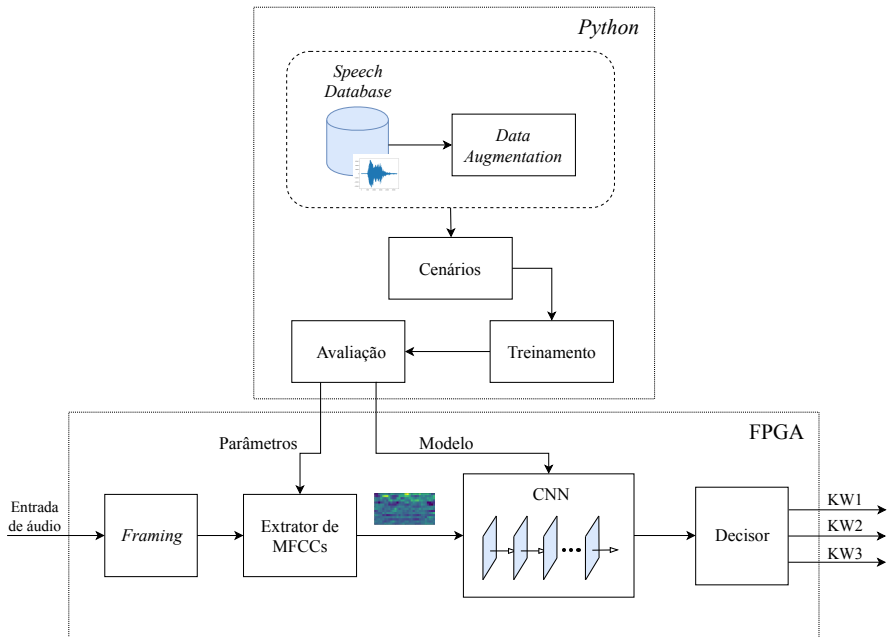 Python
Speech
Database
Data
Augmentation
Cenários
Avaliação
Treinamento
FPGA
Parâmetros
Modelo
Entrada
de áudio
Framing
Extrator de
MFCCs
CNN
Decisor
KW1
KW2
KW3